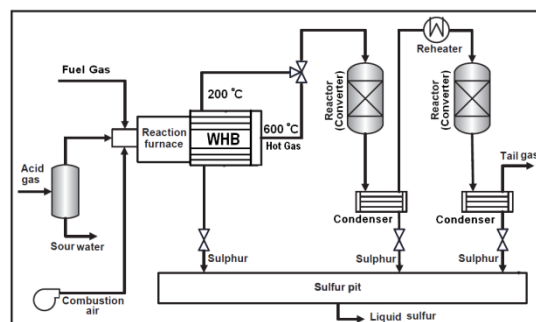 Fuel Gas
Acid gas
Sour water
Combustion air
Reaction furnace
WHB
200 °C
600 °C
Hot Gas
Reactor (Converter)
Reheater
Reactor (Converter)
Condenser
Condenser
Tail gas
Sulphur
Sulphur
Sulphur
Sulfur pit
Liquid sulfur